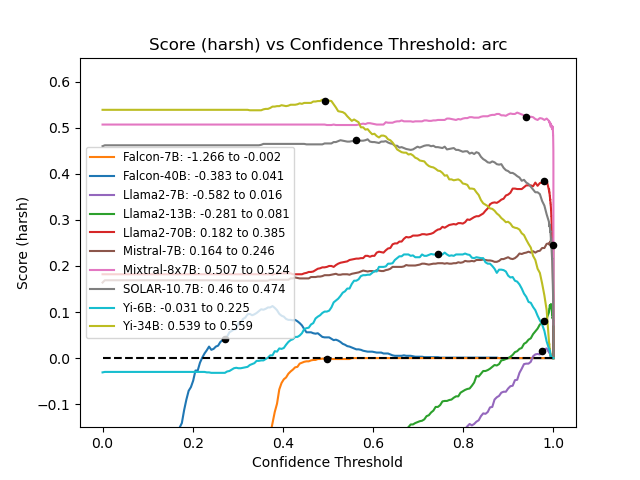 Score (harsh) vs Confidence Threshold: arc
0.6
0.5
0.4
0.3
0.2
0.1
0.0
−0.1
Score (harsh)
Falcon-7B: -1.266 to -0.002
Falcon-40B: -0.383 to 0.041
Llama2-7B: -0.582 to 0.016
Llama2-13B: -0.281 to 0.081
Llama2-70B: 0.182 to 0.385
Mistral-7B: 0.164 to 0.246
Mixtral-8x7B: 0.507 to 0.524
SOLAR-10.7B: 0.46 to 0.474
Yi-6B: -0.031 to 0.225
Yi-34B: 0.539 to 0.559
0.0 0.2 0.4 0.6 0.8 1.0
Confidence Threshold